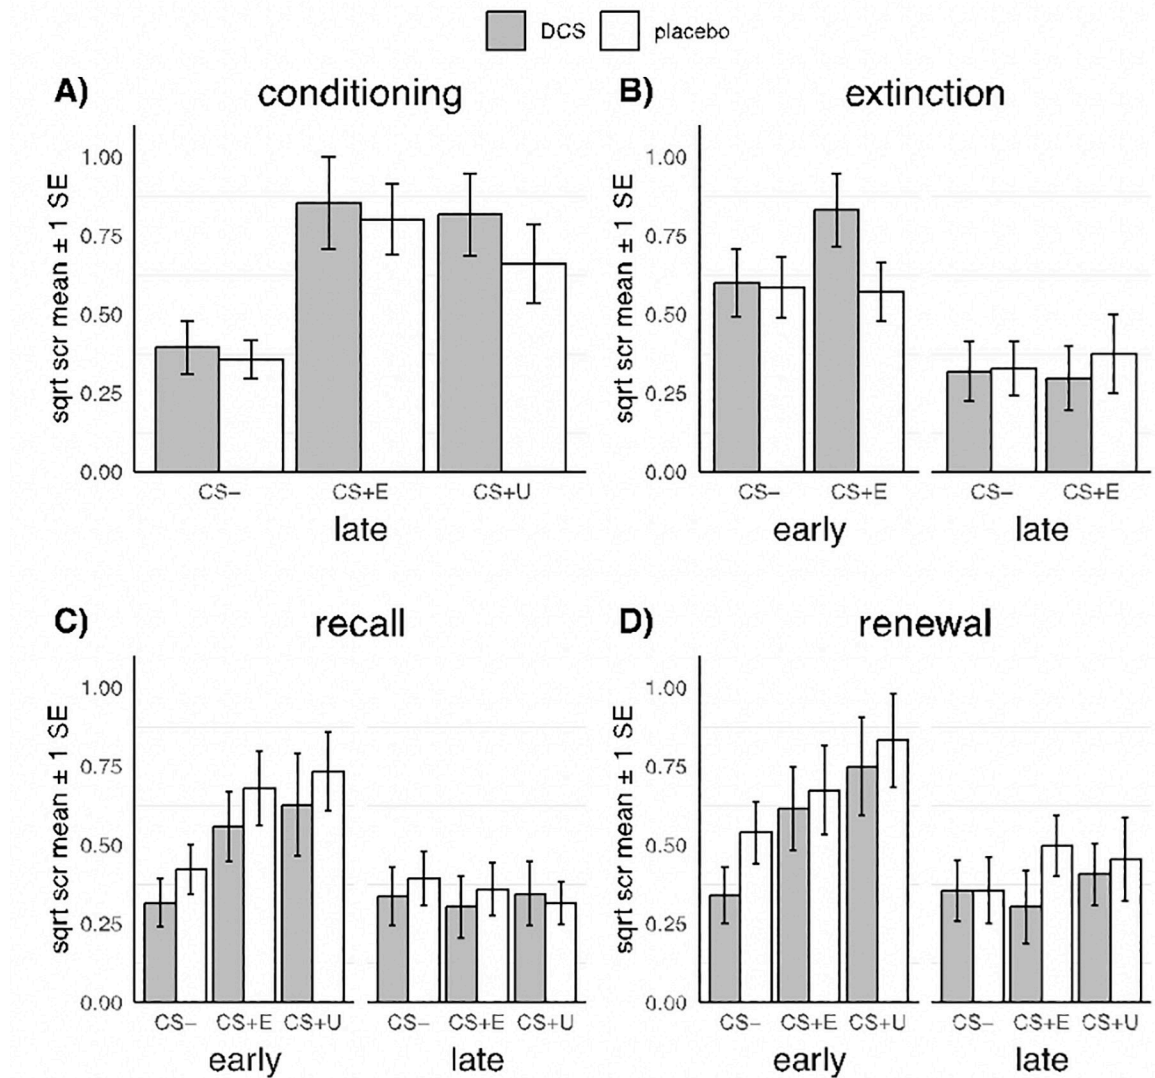 DCS placebo
A) conditioning
sqrt scr mean ± 1 SE
1.00
0.75
0.50
0.25
0.00
CS− CS+E CS+U
late
B) extinction
sqrt scr mean ± 1 SE
1.00
0.75
0.50
0.25
0.00
CS− CS+E CS− CS+E
early late
C) recall
sqrt scr mean ± 1 SE
1.00
0.75
0.50
0.25
0.00
CS− CS+E CS+U CS− CS+E CS+U
early late
D) renewal
sqrt scr mean ± 1 SE
1.00
0.75
0.50
0.25
0.00
CS− CS+E CS+U CS− CS+E CS+U
early late